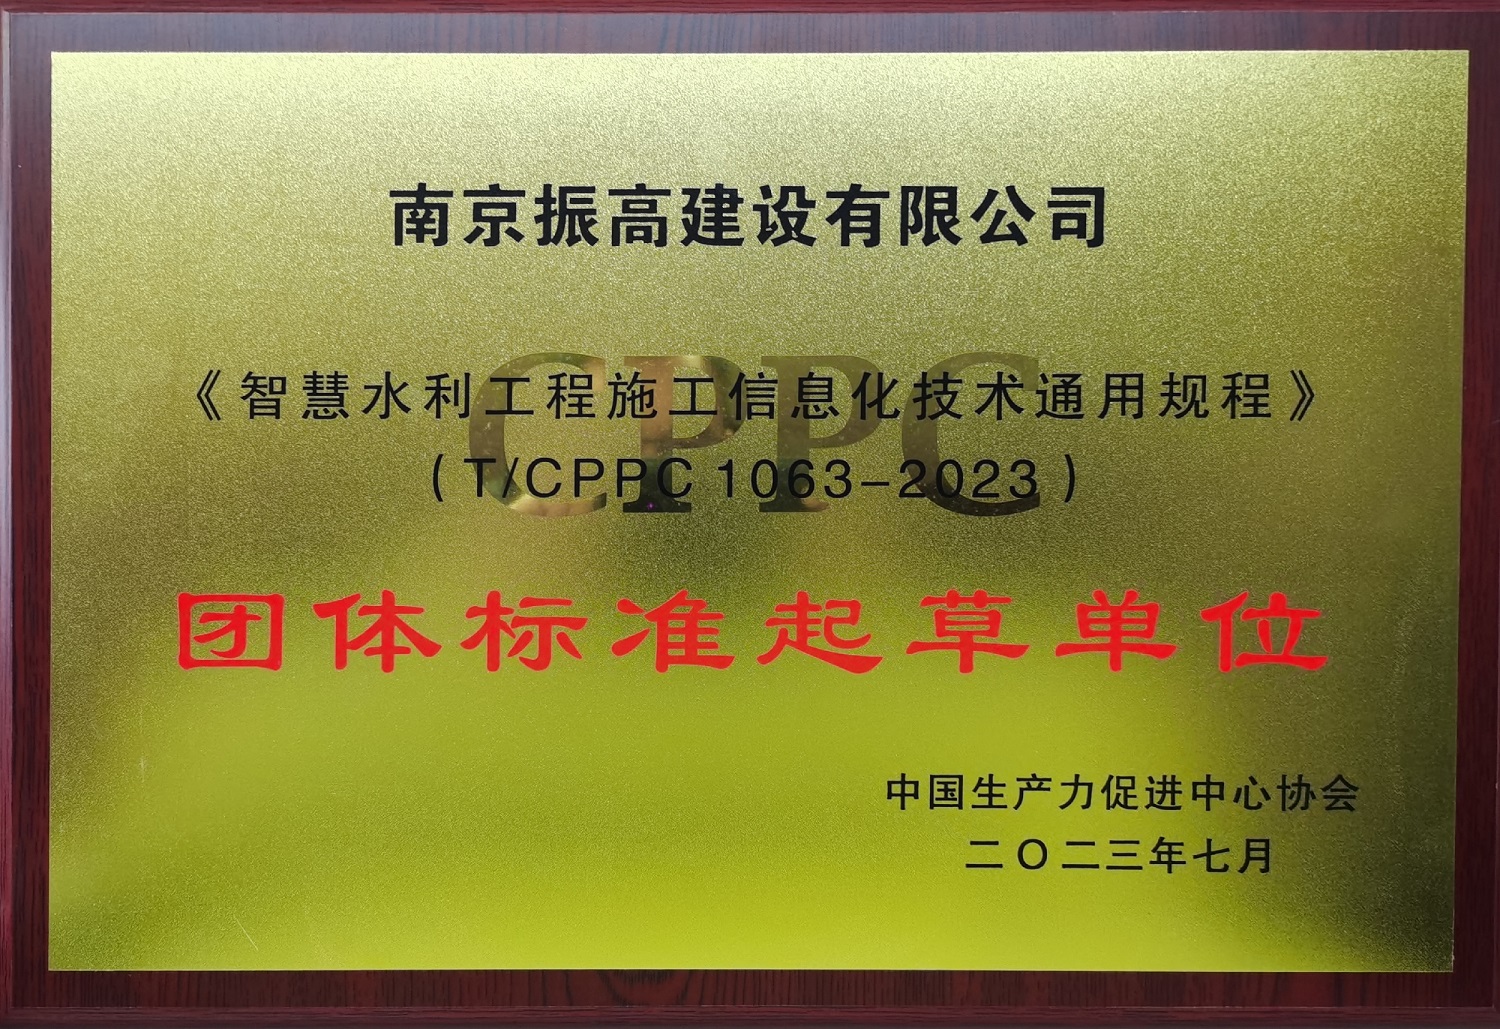 南京振高建设有限公司
CPPC
《智慧水利工程施工信息化技术通用规程》
（T/CPPC 1063-2023）
团体标准起草单位
中国生产力促进中心协会
二〇二三年七月